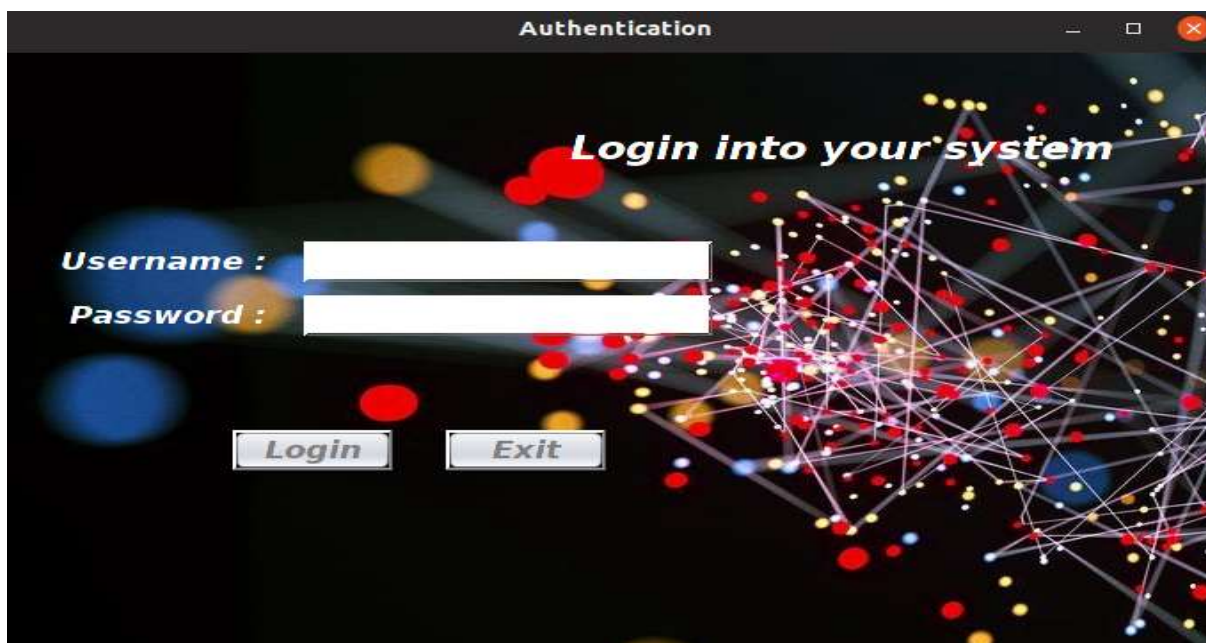 Authentication
Login into your system
Username :
Password :
Login Exit